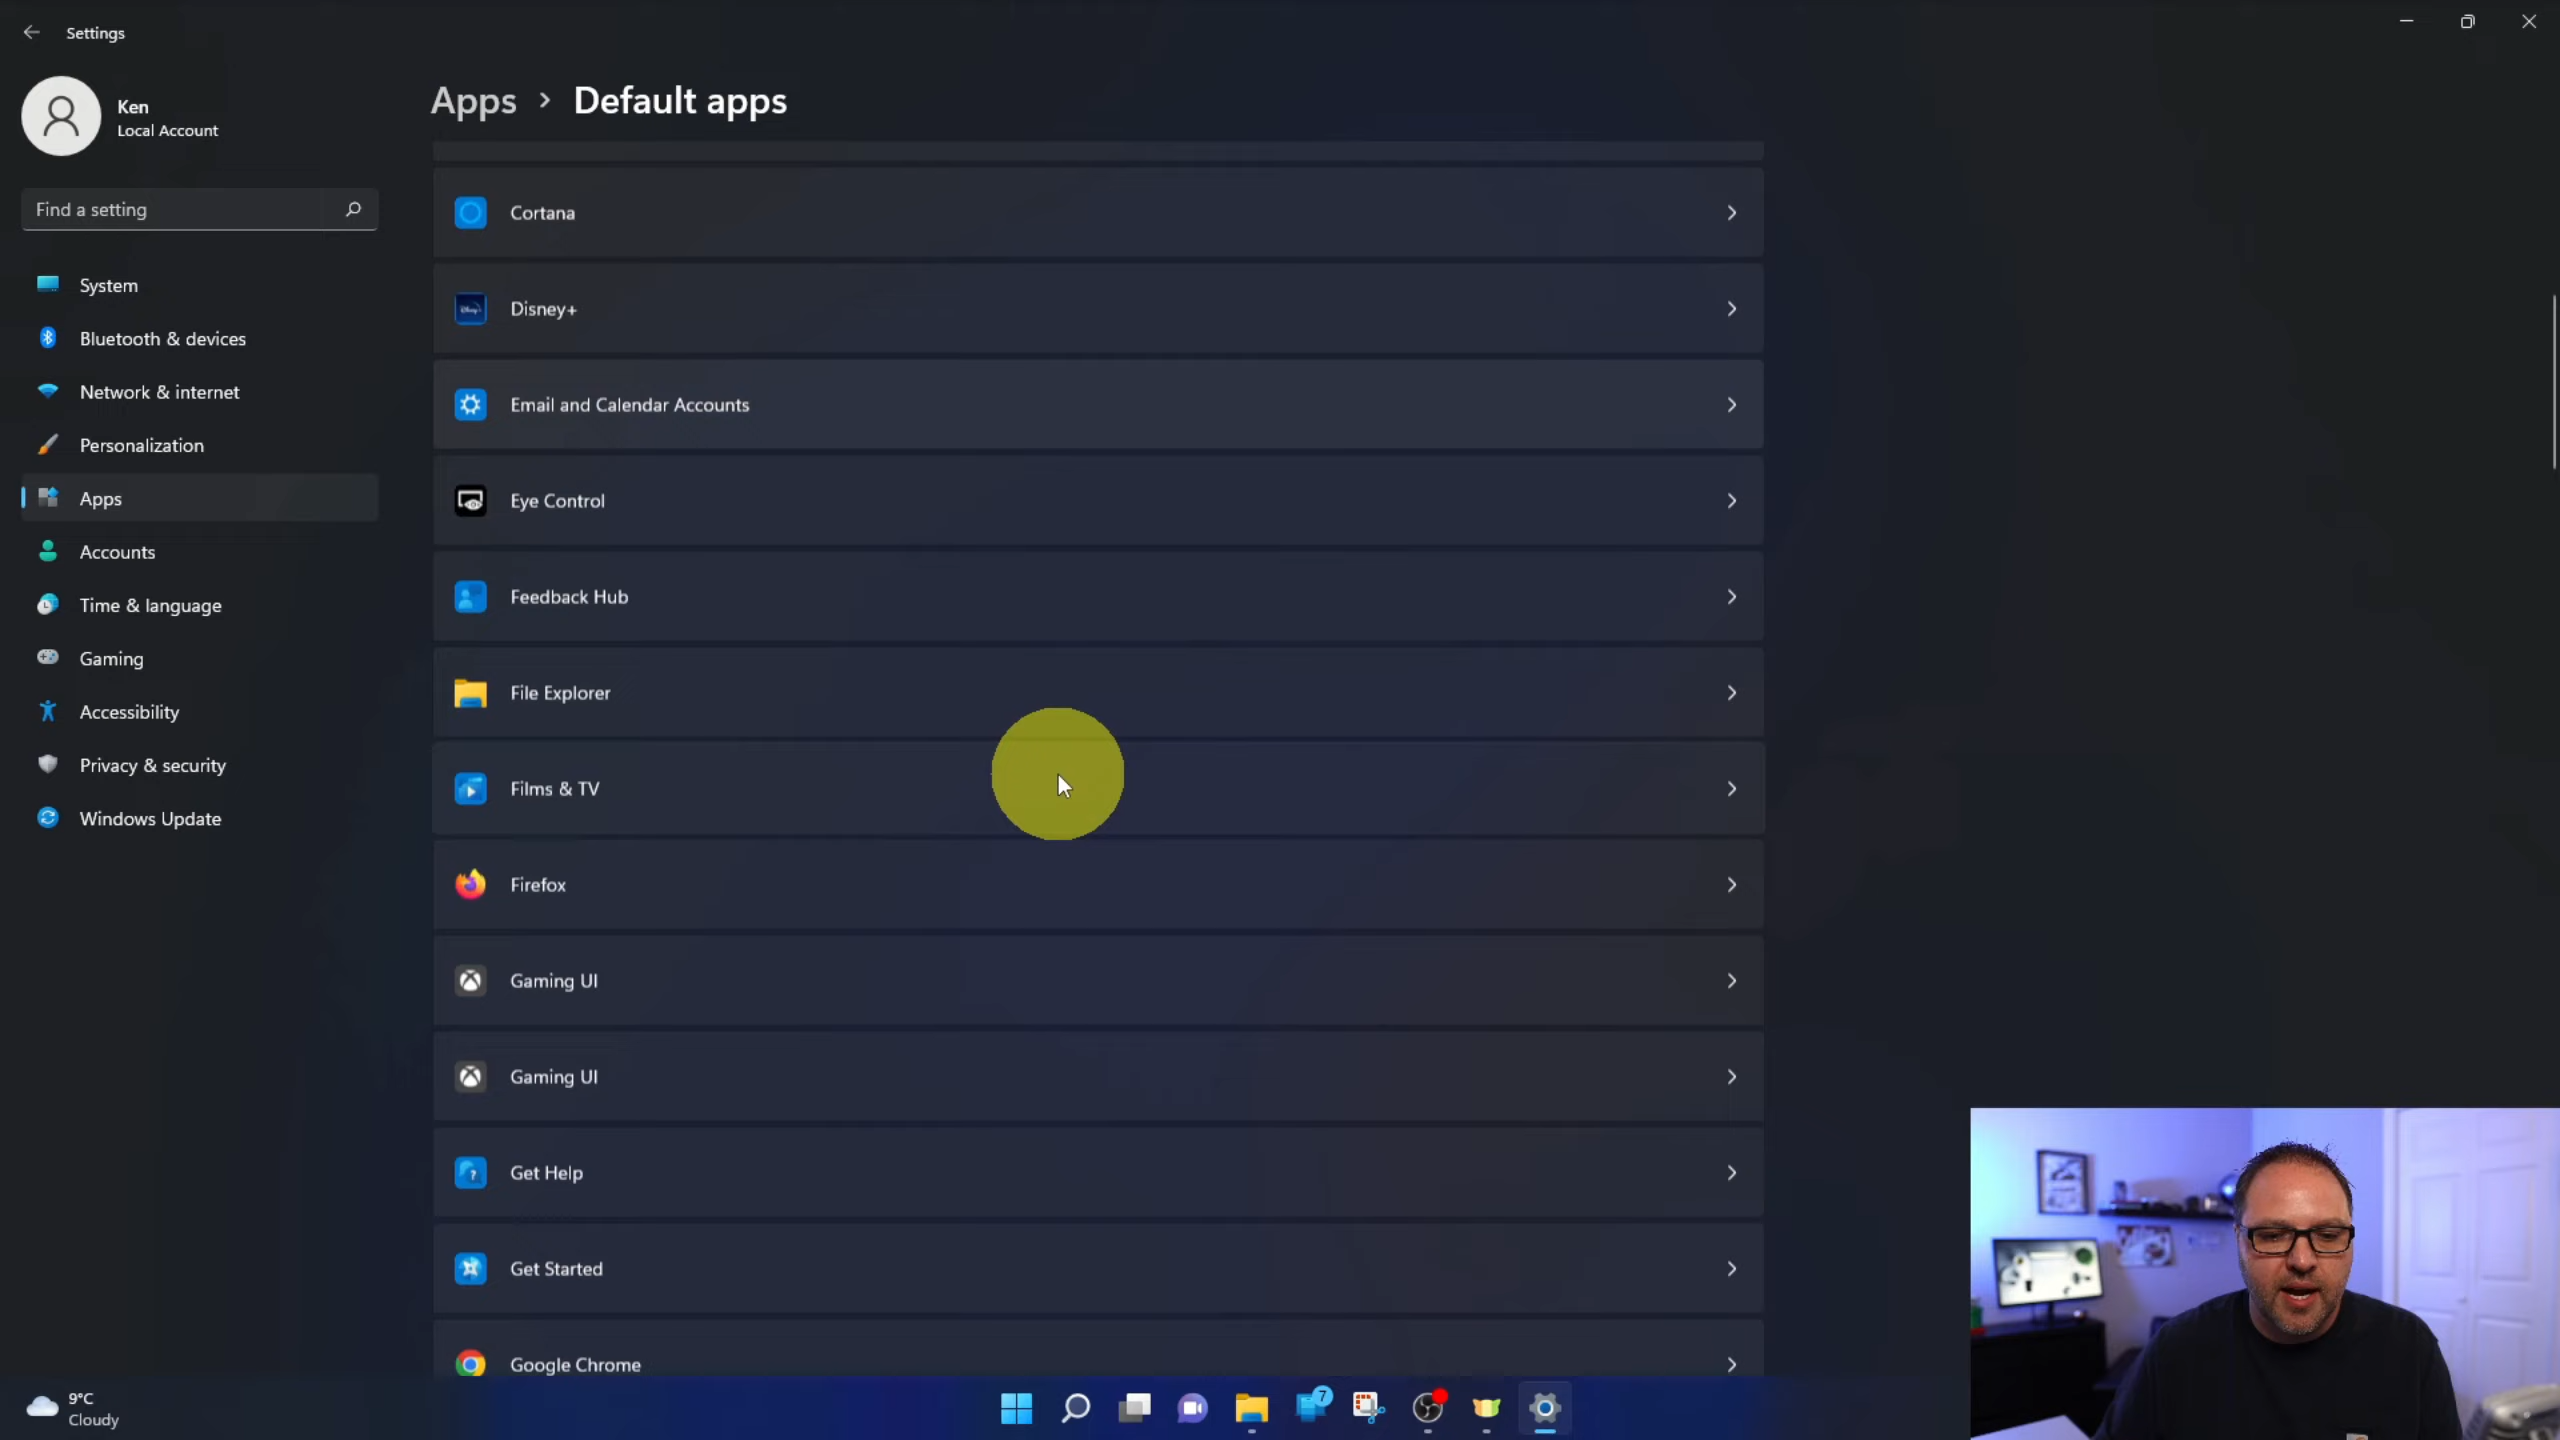 Settings
Ken
Local Account
Find a setting
System
Bluetooth & devices
Network & internet
Personalization
Apps
Accounts
Time & language
Gaming
Accessibility
Privacy & security
Windows Update
Apps > Default apps
Cortana
Disney+
Email and Calendar Accounts
Eye Control
Feedback Hub
File Explorer
Films & TV
Firefox
Gaming UI
Gaming UI
Get Help
Get Started
Google Chrome
9°C
Cloudy
7